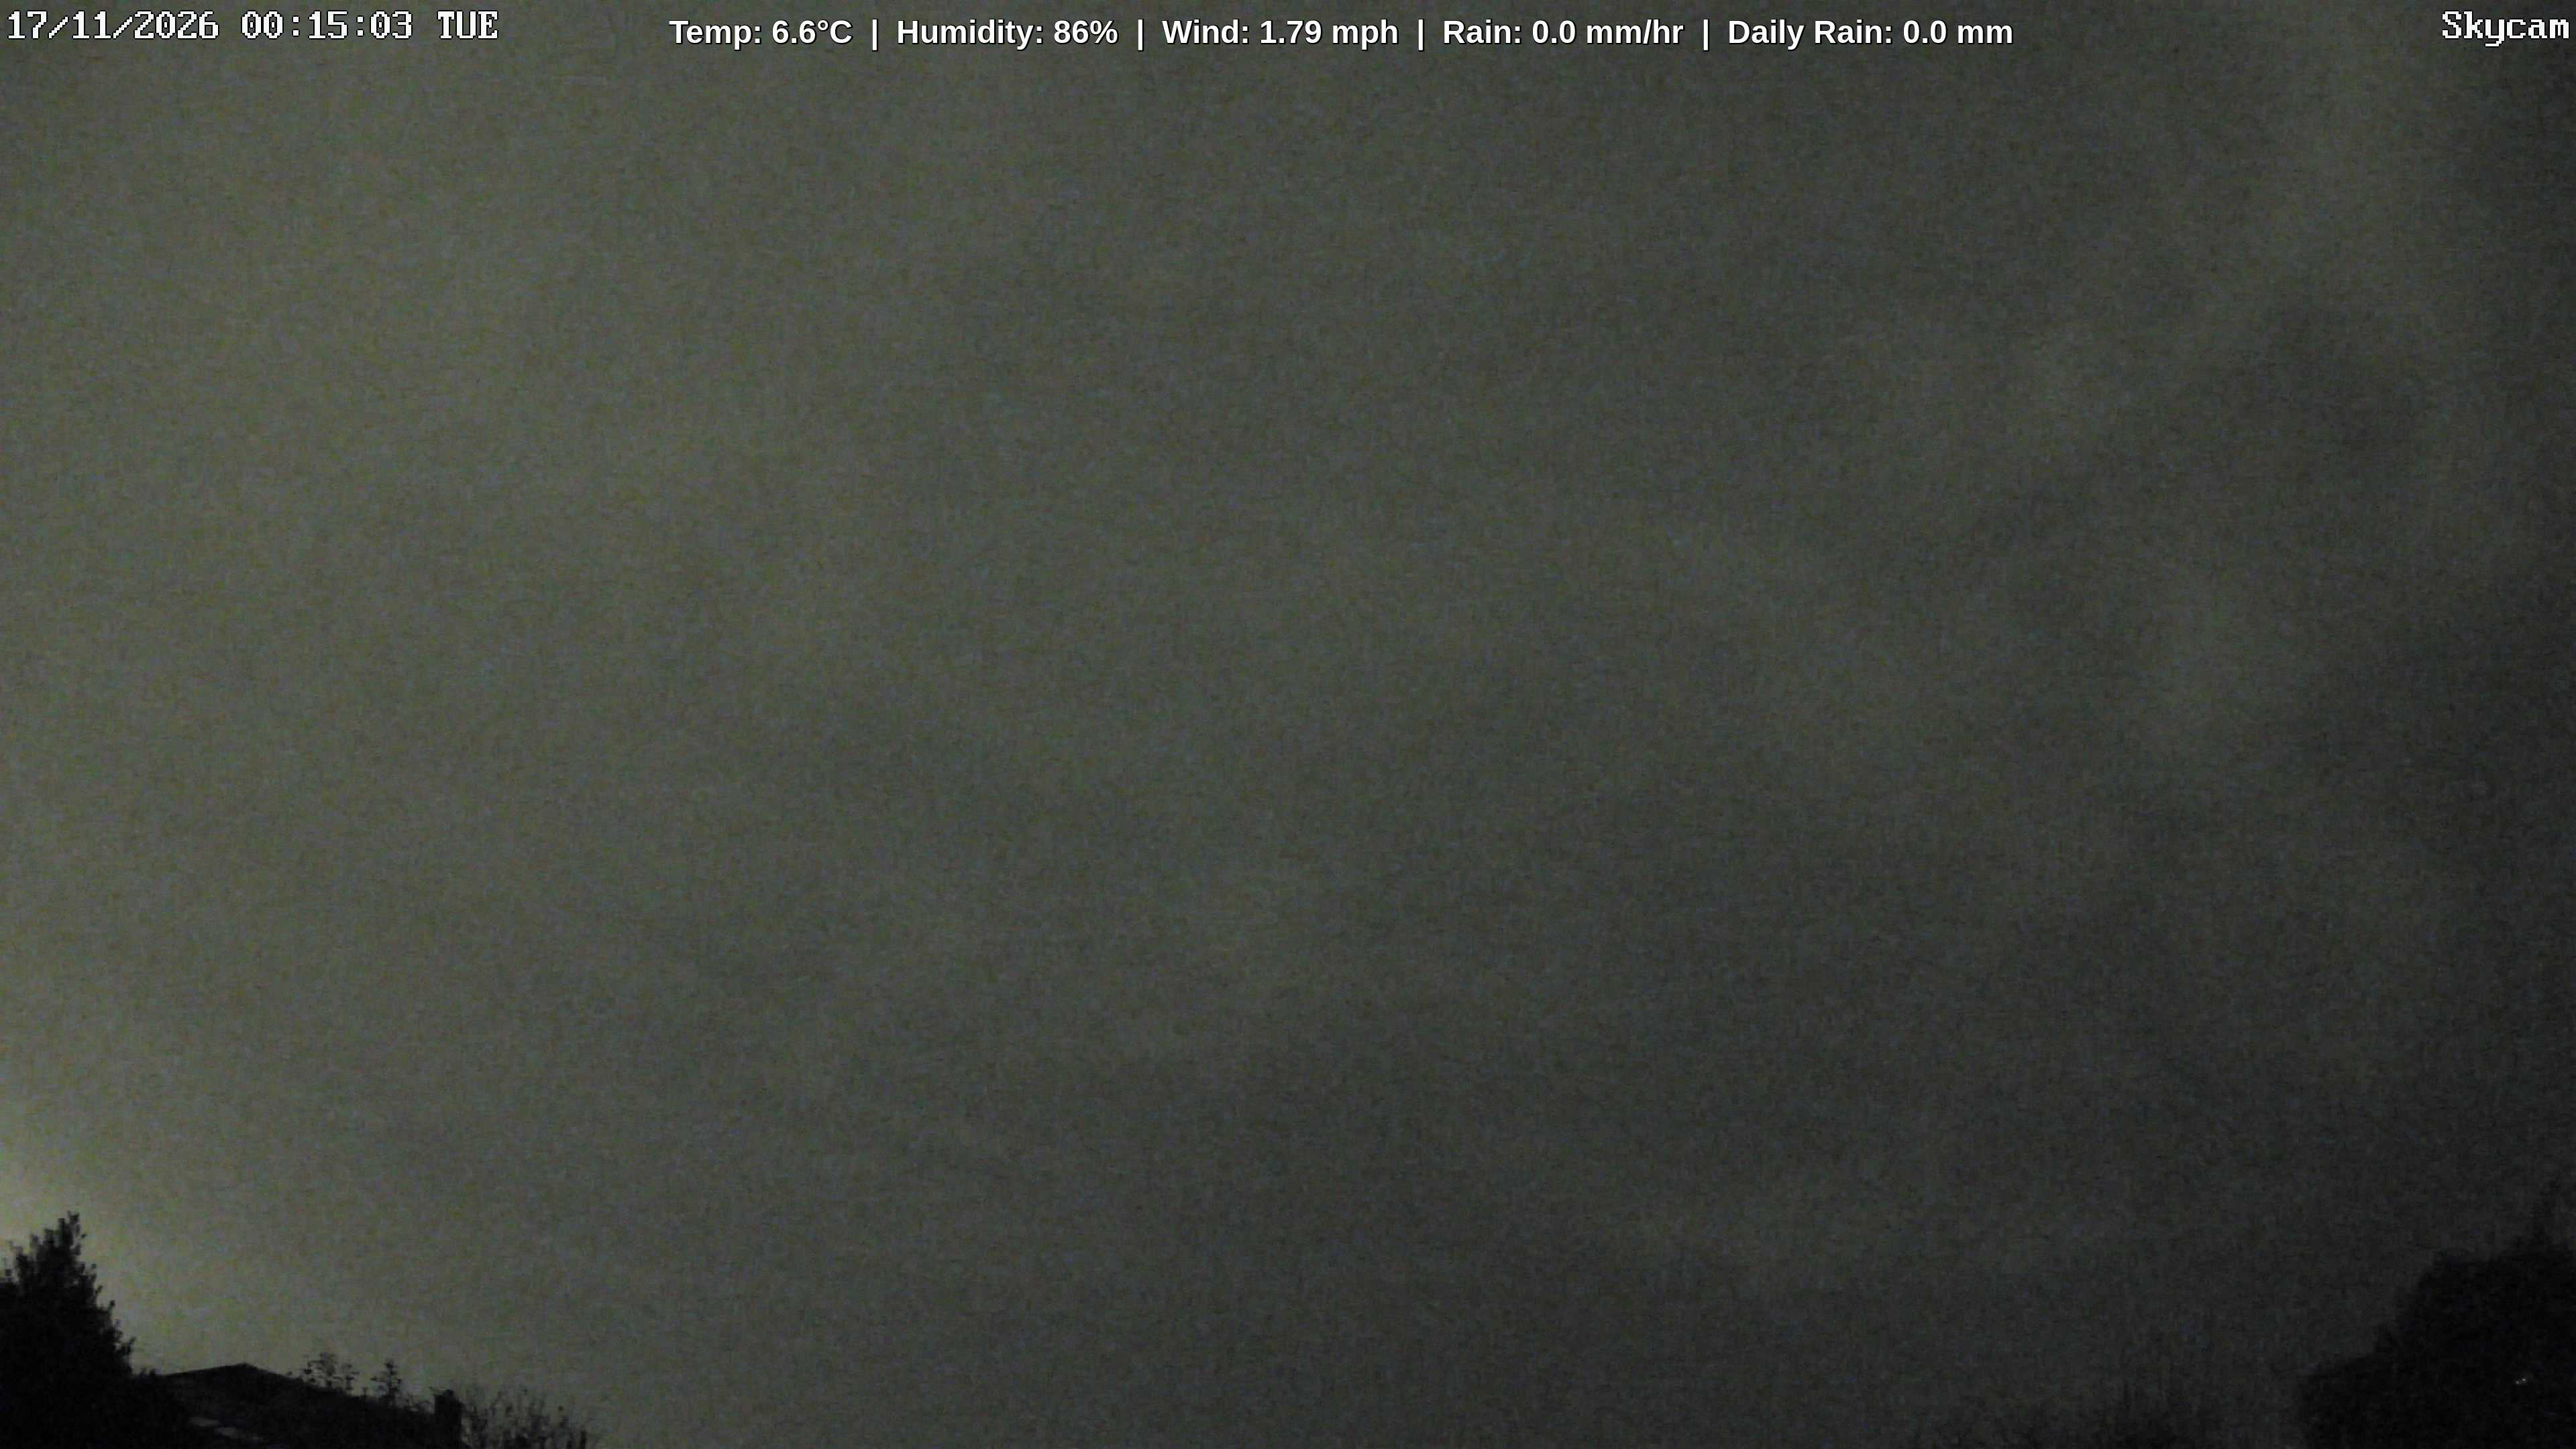 17/11/2026 00:15:03 TUE
Temp: 6.6°C | Humidity: 86% | Wind: 1.79 mph | Rain: 0.0 mm/hr | Daily Rain: 0.0 mm
Skycam